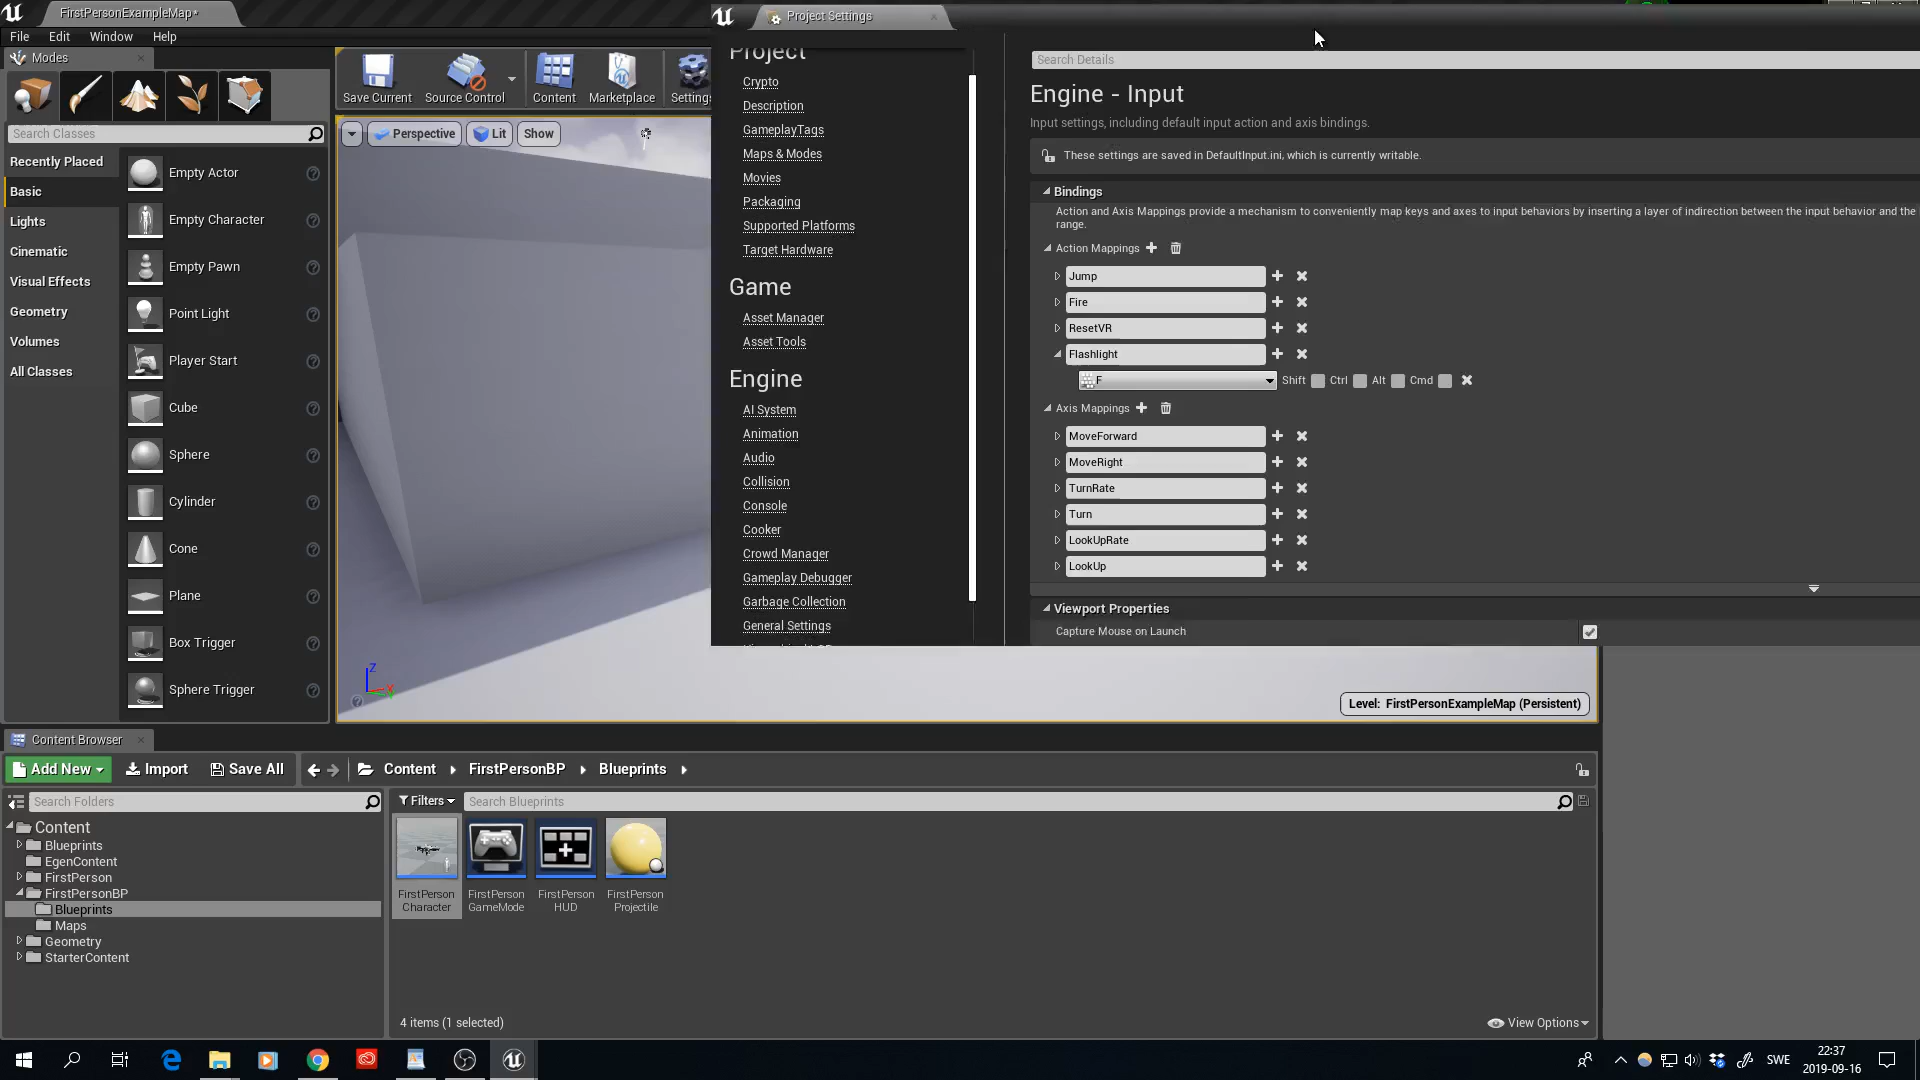 FirstPersonExampleMap*
Project Settings
File Edit Window Help
Modes
Save Current
Source Control
Content
Marketplace
Settings
Search Classes
Perspective
Lit
Show
Recently Placed
Basic
Lights
Cinematic
Visual Effects
Geometry
Volumes
All Classes
Empty Actor
Empty Character
Empty Pawn
Point Light
Player Start
Cube
Sphere
Cylinder
Cone
Plane
Box Trigger
Sphere Trigger
Project
Crypto
Description
GameplayTags
Maps & Modes
Movies
Packaging
Supported Platforms
Target Hardware
Game
Asset Manager
Asset Tools
Engine
AI System
Animation
Audio
Collision
Console
Cooker
Crowd Manager
Gameplay Debugger
Garbage Collection
General Settings
Search Details
Engine - Input
Input settings, including default input action and axis bindings.
These settings are saved in DefaultInput.ini, which is currently writable.
Bindings
Action and Axis Mappings provide a mechanism to conveniently map keys and axes to input behaviors by inserting a layer of indirection between the input behavior and the
range.
Action Mappings
Jump
Fire
ResetVR
Flashlight
F Shift Ctrl Alt Cmd
Axis Mappings
MoveForward
MoveRight
TurnRate
Turn
LookUpRate
LookUp
Viewport Properties
Capture Mouse on Launch
Z
Y
Level: FirstPersonExampleMap (Persistent)
Content Browser
Add New Import Save All Content FirstPersonBP Blueprints
Search Folders
Filters Search Blueprints
Content
Blueprints
EgenContent
FirstPerson
FirstPersonBP
Blueprints
Maps
Geometry
StarterContent
FirstPerson
Character
FirstPerson
GameMode
FirstPerson
HUD
FirstPerson
Projectile
4 items (1 selected)
View Options
SWE
22:37
2019-09-16